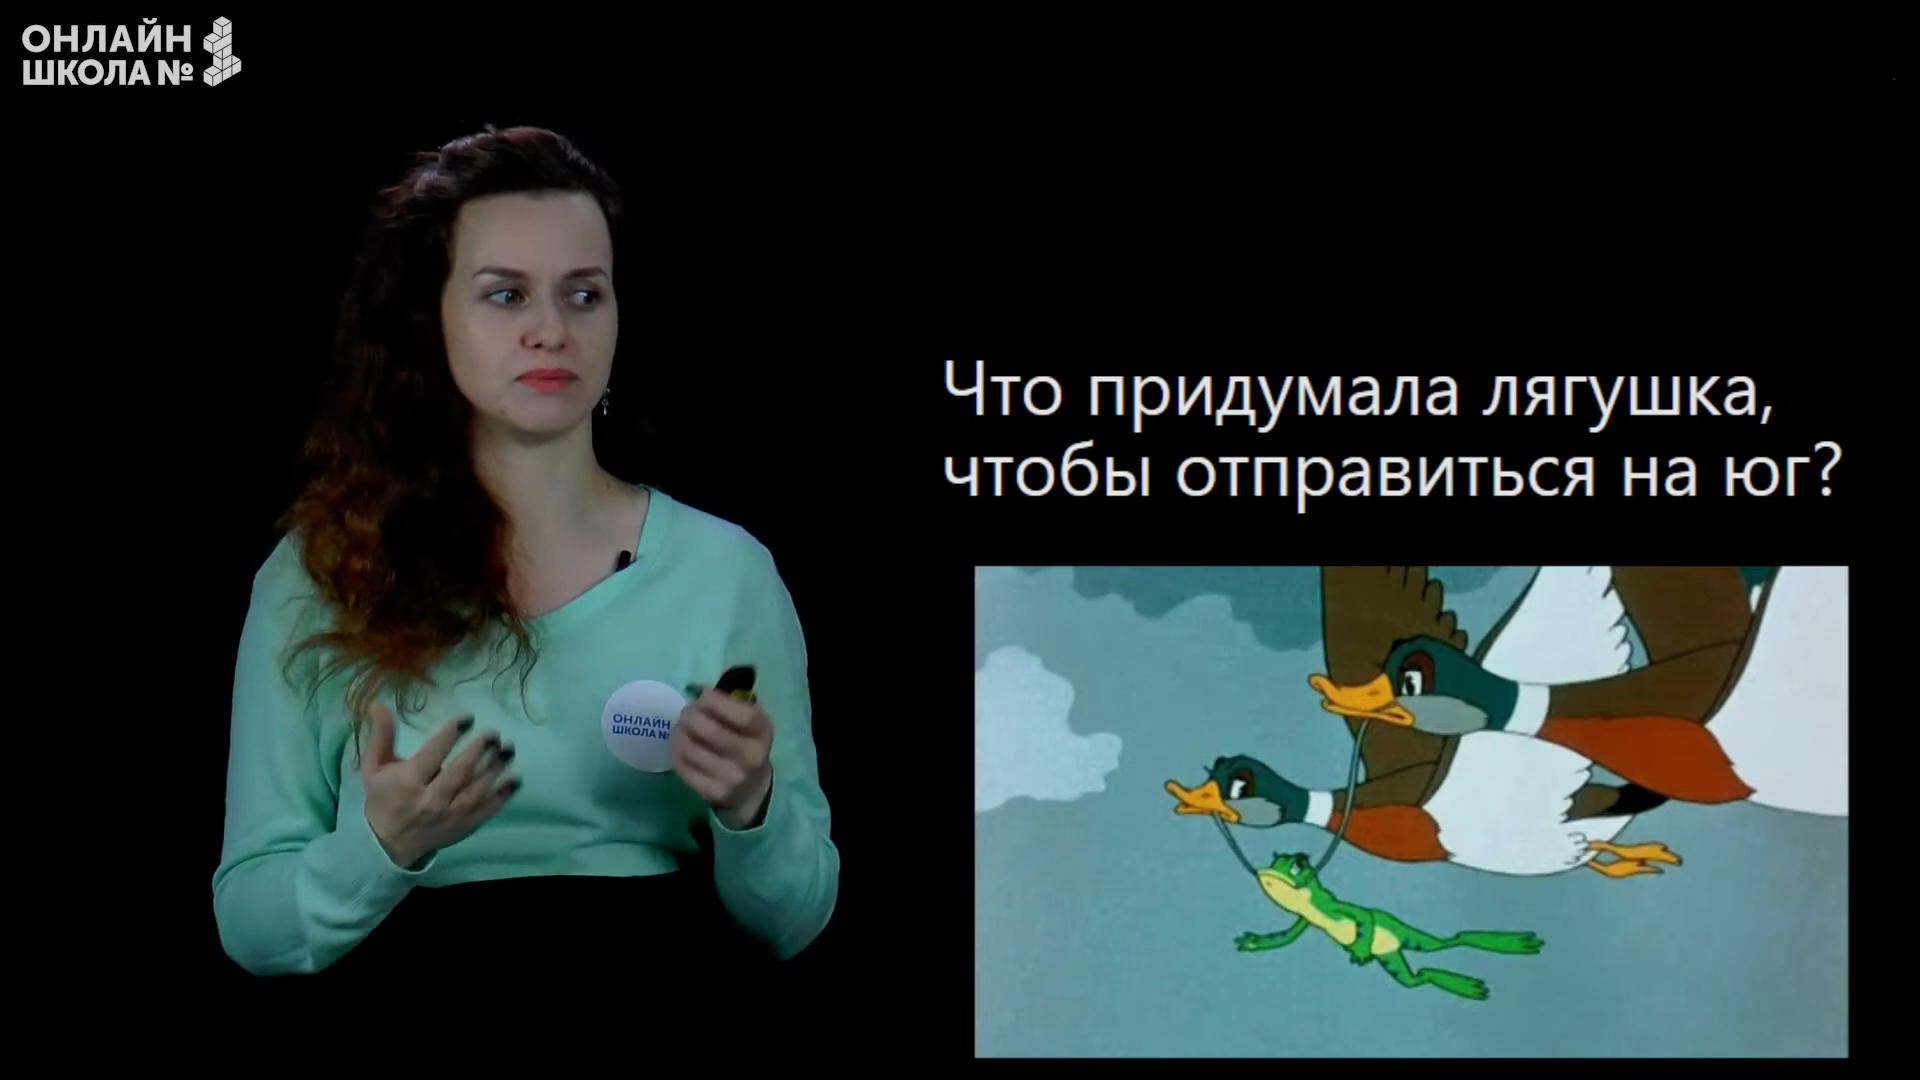 ОНЛАЙН
ШКОЛА №
Что придумала лягушка,
чтобы отправиться на юг?
ОНЛАЙН
ШКОЛА №